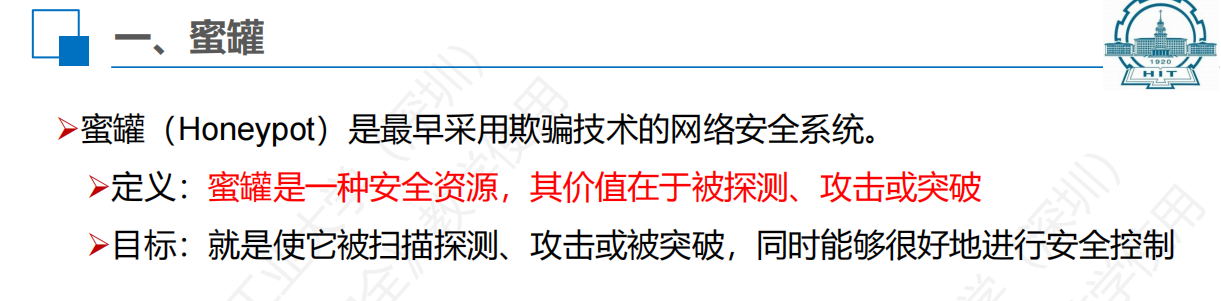 一、蜜罐
1920
HIT
蜜罐（Honeypot）是最早采用欺骗技术的网络安全系统。
定义：蜜罐是一种安全资源，其价值在于被探测、攻击或突破
目标：就是使它被扫描探测、攻击或被突破，同时能够很好地进行安全控制